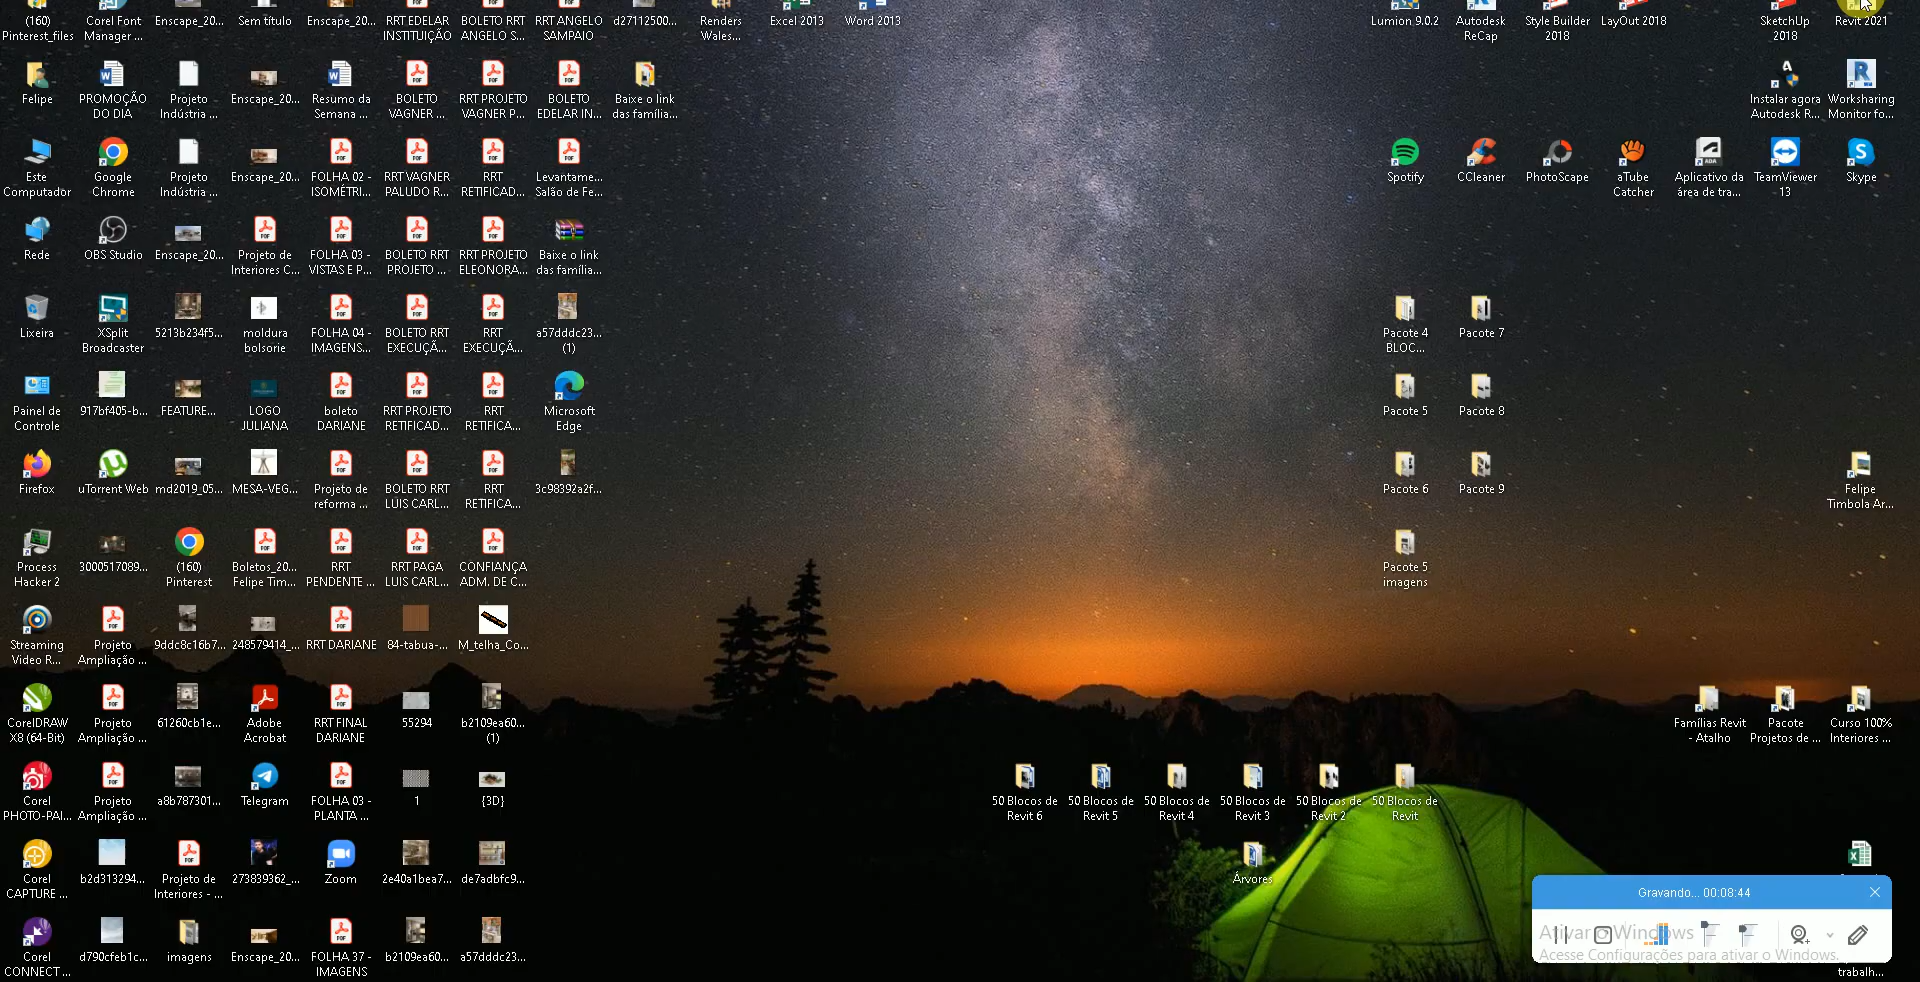 (160)
Pinterest_files
Corel Font
Manager ...
Enscape_20...
Sem título
Enscape_20...
RRT EDELAR
INSTITUIÇÃO
BOLETO RRT
ANGELO S...
RRT ANGELO
SAMPAIO
d27112500...
Renders
Wales...
Excel 2013
Word 2013
Lumion 9.0.2
Autodesk
ReCap
Style Builder
2018
LayOut 2018
SketchUp
2018
Revit 2021
Felipe
PROMOÇÃO
DO DIA
Projeto
Indústria ...
Enscape_20...
Resumo da
Semana ...
BOLETO
VAGNER ...
RRT PROJETO
VAGNER P...
BOLETO
EDELAR IN...
Baixe o link
das família...
Instalar agora
Autodesk R...
Worksharing
Monitor fo...
Este
Computador
Google
Chrome
Projeto
Indústria ...
Enscape_20...
FOLHA 02 -
ISOMÉTRI...
RRT VAGNER
PALUDO R...
RRT
RETIFICAD...
Levantame...
Salão de Fe...
Spotify
CCleaner
PhotoScape
aTube
Catcher
Aplicativo da
área de tra...
TeamViewer
13
Skype
Rede
OBS Studio
Enscape_20...
Projeto de
Interiores C...
FOLHA 03 -
VISTAS E P...
BOLETO RRT
PROJETO ...
RRT PROJETO
ELEONORA...
Baixe o link
das família...
Lixeira
XSplit
Broadcaster
5213b234f5...
moldura
bolsorie
FOLHA 04 -
IMAGENS...
BOLETO RRT
EXECUÇÃ...
RRT
EXECUÇÃ...
a57dddc23...
(1)
Pacote 4
BLOC...
Pacote 7
Painel de
Controle
917bf405-b...
_FEATURE...
LOGO
JULIANA
boleto
DARIANE
RRT PROJETO
RETIFICAD...
RRT
RETIFICA...
Microsoft
Edge
Pacote 5
Pacote 8
Firefox
uTorrent Web
md2019_05...
MESA-VEG...
Projeto de
reforma ...
BOLETO RRT
LUIS CARL...
RRT
RETIFICA...
3c98392a2f...
Pacote 6
Pacote 9
Felipe
Timbola Ar...
Process
Hacker 2
3000517089...
(160)
Pinterest
Boletos_20...
Felipe Tim...
RRT
PENDENTE ...
RRT PAGA
LUIS CARL...
CONFIANÇA
ADM. DE C...
Pacote 5
imagens
Streaming
Video R...
Projeto
Ampliação ...
9ddc8c16b7...
248579414_...
RRT DARIANE
84-tabua-...
M_telha_Co...
CorelDRAW
X8 (64-Bit)
Projeto
Ampliação ...
61260cb1e...
Adobe
Acrobat
RRT FINAL
DARIANE
55294
b2109ea60...
(1)
Famílias Revit
- Atalho
Pacote
Projetos de ...
Curso 100%
Interiores ...
Corel
PHOTO-PAI...
Projeto
Ampliação ...
a8b787301...
Telegram
FOLHA 03 -
PLANTA ...
1
{3D}
50 Blocos de
Revit 6
50 Blocos de
Revit 5
50 Blocos de
Revit 4
50 Blocos de
Revit 3
50 Blocos de
Revit 2
50 Blocos de
Revit
Corel
CAPTURE ...
b2d313294...
Projeto de
Interiores - ...
273839362_...
Zoom
2e40a1bea7...
de7adbfc9...
Árvores
Corel
CONNECT ...
d790cfeb1c...
imagens
Enscape_20...
FOLHA 37 -
IMAGENS
b2109ea60...
a57dddc23...
Gravando... 00:08:44
Ativar o Windows
Acesse Configurações para ativar o Windows.
trabalh...